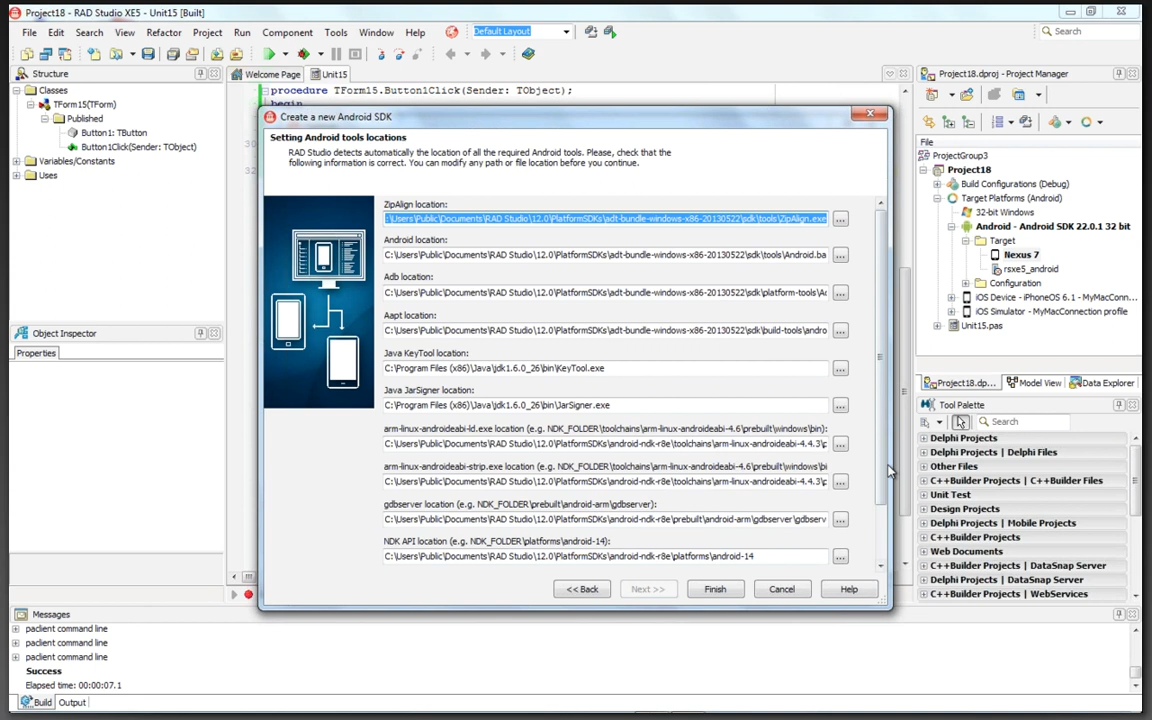 Project18 - RAD Studio XE5 - Unit15 [Built]
File Edit Search View Refactor Project Run Component Tools Window Help
Default Layout
Search
Structure
Classes
TForm15(TForm)
Published
Button1: TButton
Button1Click(Sender: TObject)
Variables/Constants
Uses
Object Inspector
Properties
Welcome Page
Unit15
procedure TForm15.Button1Click(Sender: TObject);
begin
Create a new Android SDK
Setting Android tools locations
RAD Studio detects automatically the location of all the required Android tools. Please, check that the
following information is correct. You can modify any path or file location before you continue.
ZipAlign location:
:\Users\Public\Documents\RAD Studio\12.0\PlatformSDKs\adt-bundle-windows-x86-20130522\sdk\tools\ZipAlign.exe
Android location:
C:\Users\Public\Documents\RAD Studio\12.0\PlatformSDKs\adt-bundle-windows-x86-20130522\sdk\tools\Android.ba
Adb location:
C:\Users\Public\Documents\RAD Studio\12.0\PlatformSDKs\adt-bundle-windows-x86-20130522\sdk\platform-tools\Ac
Aapt location:
C:\Users\Public\Documents\RAD Studio\12.0\PlatformSDKs\adt-bundle-windows-x86-20130522\sdk\build-tools\andro
Java KeyTool location:
C:\Program Files (x86)\Java\jdk1.6.0_26\bin\KeyTool.exe
Java JarSigner location:
C:\Program Files (x86)\Java\jdk1.6.0_26\bin\JarSigner.exe
arm-linux-androideabi-ld.exe location (e.g. NDK_FOLDER\toolchains\arm-linux-androideabi-4.6\prebuilt\windows\bin):
C:\Users\Public\Documents\RAD Studio\12.0\PlatformSDKs\android-ndk-r8e\toolchains\arm-linux-androideabi-4.4.3\p
arm-linux-androideabi-strip.exe location (e.g. NDK_FOLDER\toolchains\arm-linux-androideabi-4.6\prebuilt\windows\bi
C:\Users\Public\Documents\RAD Studio\12.0\PlatformSDKs\android-ndk-r8e\toolchains\arm-linux-androideabi-4.4.3\p
gdbserver location (e.g. NDK_FOLDER\prebuilt\android-arm\gdbserver):
C:\Users\Public\Documents\RAD Studio\12.0\PlatformSDKs\android-ndk-r8e\prebuilt\android-arm\gdbserver\gdbserv
NDK API location (e.g. NDK_FOLDER\platforms\android-14):
C:\Users\Public\Documents\RAD Studio\12.0\PlatformSDKs\android-ndk-r8e\platforms\android-14
<< Back Next >> Finish Cancel Help
Project18.dproj - Project Manager
File
ProjectGroup3
Project18
Build Configurations (Debug)
Target Platforms (Android)
32-bit Windows
Android - Android SDK 22.0.1 32 bit
Target
Nexus 7
rsxe5_android
Configuration
iOS Device - iPhoneOS 6.1 - MyMacConn...
iOS Simulator - MyMacConnection profile
Unit15.pas
Project18.dp... Model View Data Explorer
Tool Palette
Search
Delphi Projects
Delphi Projects | Delphi Files
Other Files
C++Builder Projects | C++Builder Files
Unit Test
Design Projects
Delphi Projects | Mobile Projects
C++Builder Projects
Web Documents
C++Builder Projects | DataSnap Server
Delphi Projects | DataSnap Server
C++Builder Projects | WebServices
Messages
paclient command line
paclient command line
paclient command line
Success
Elapsed time: 00:00:07.1
Build Output